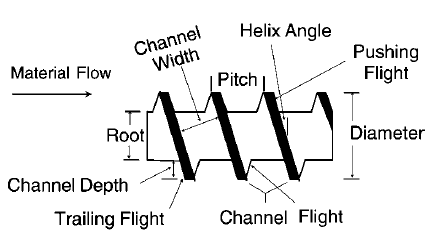 Channel
Width
Helix Angle
Pushing
Flight
Material Flow
Pitch
Root
Diameter
Channel Depth
Trailing Flight
Channel
Flight